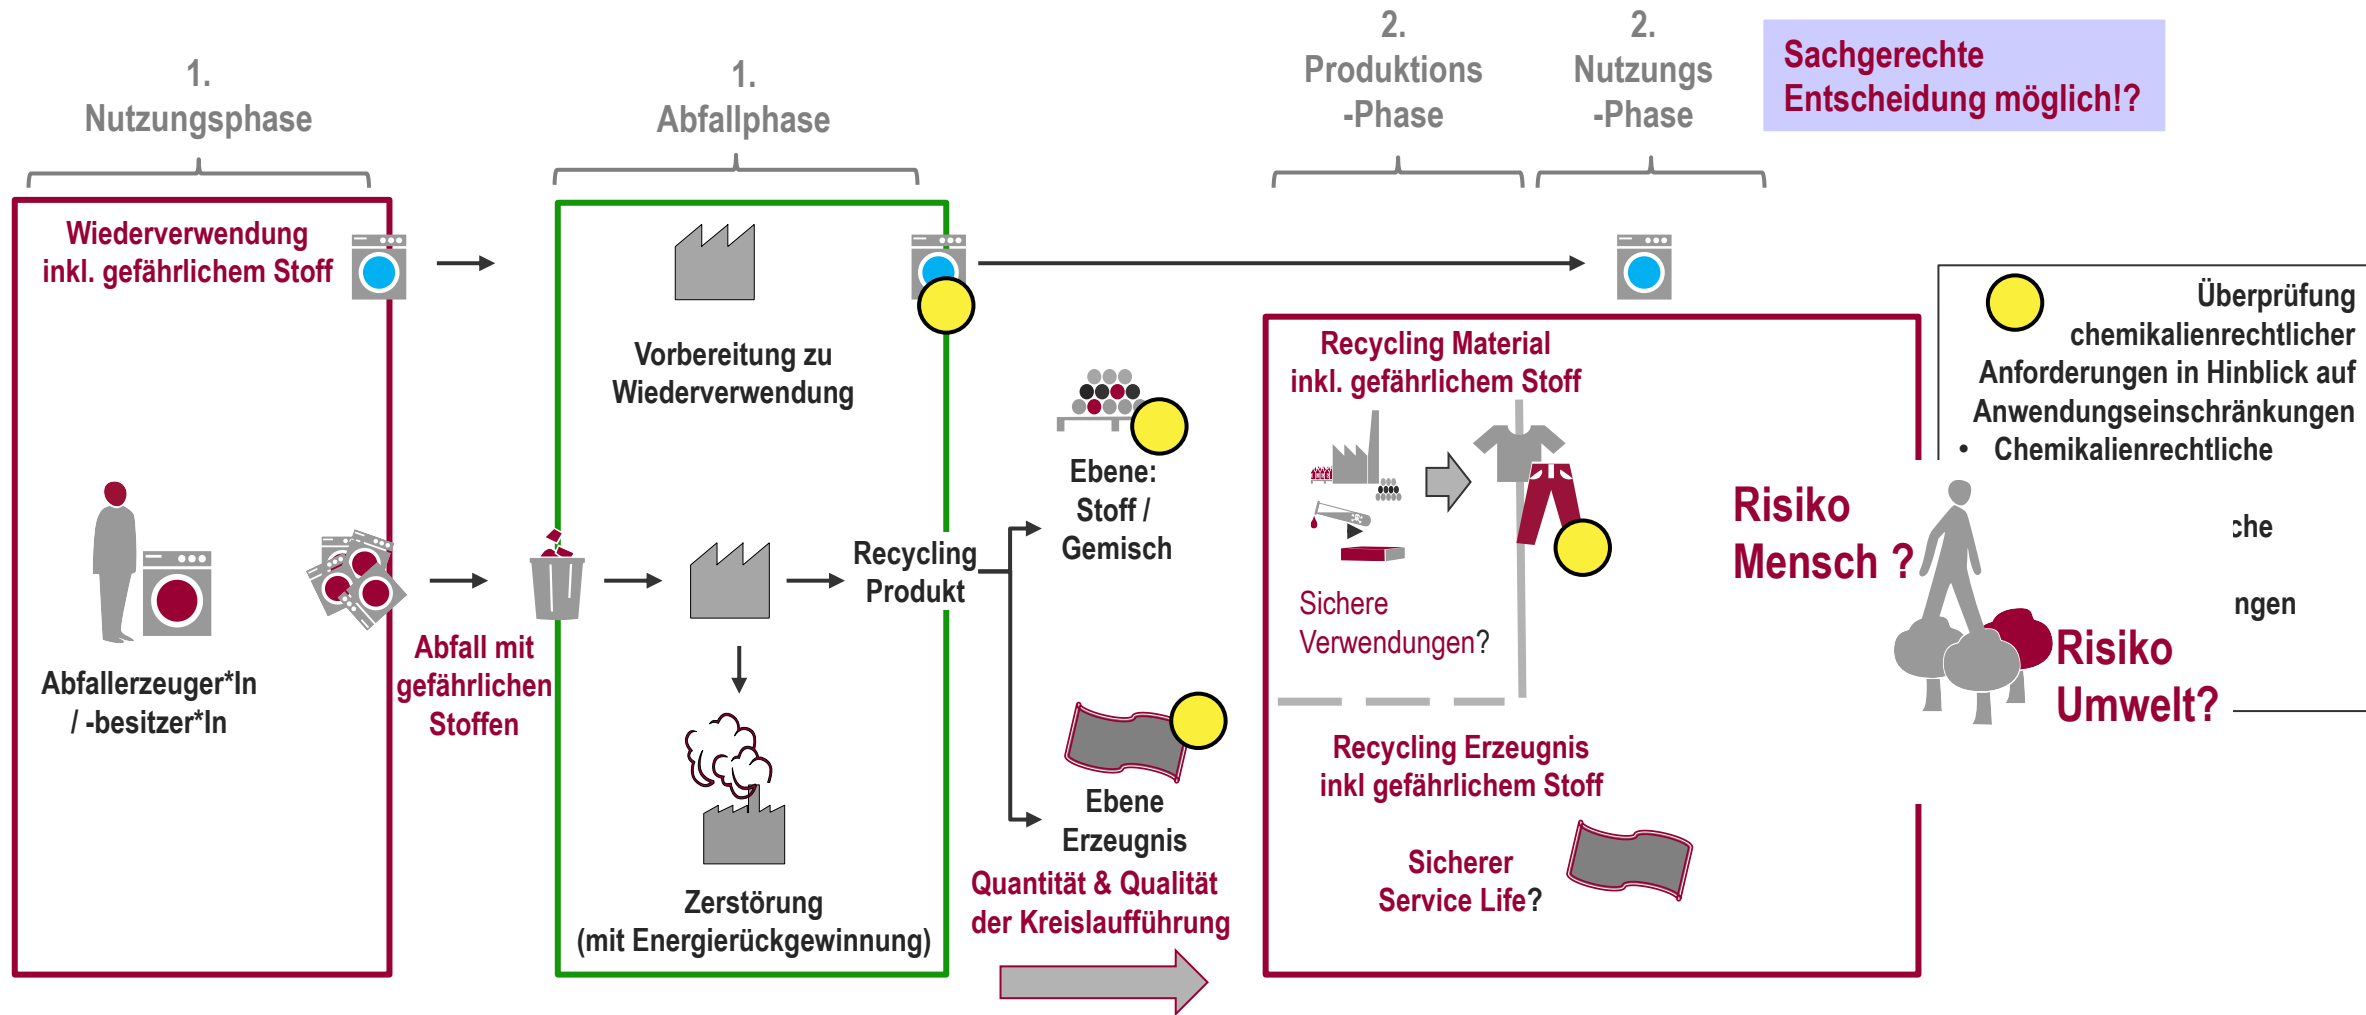 1.
Nutzungsphase
1.
Abfallphase
2.
Produktions
-Phase
2.
Nutzungs
-Phase
Sachgerechte
Entscheidung möglich!?
Wiederverwendung
inkl. gefährlichem Stoff
Abfallerzeuger*In
/ -besitzer*In
Abfall mit
gefährlichen
Stoffen
Vorbereitung zu
Wiederverwendung
Recycling
Produkt
Zerstörung
(mit Energierückgewinnung)
Ebene:
Stoff /
Gemisch
Ebene
Erzeugnis
Quantität & Qualität
der Kreislaufführung
Recycling Material
inkl. gefährlichem Stoff
Sichere
Verwendungen?
Recycling Erzeugnis
inkl gefährlichem Stoff
Sicherer
Service Life?
Risiko
Mensch ?
Risiko
Umwelt?
Überprüfung
chemikalienrechtlicher
Anforderungen in Hinblick auf
Anwendungseinschränkungen
• Chemikalienrechtliche
che
ngen